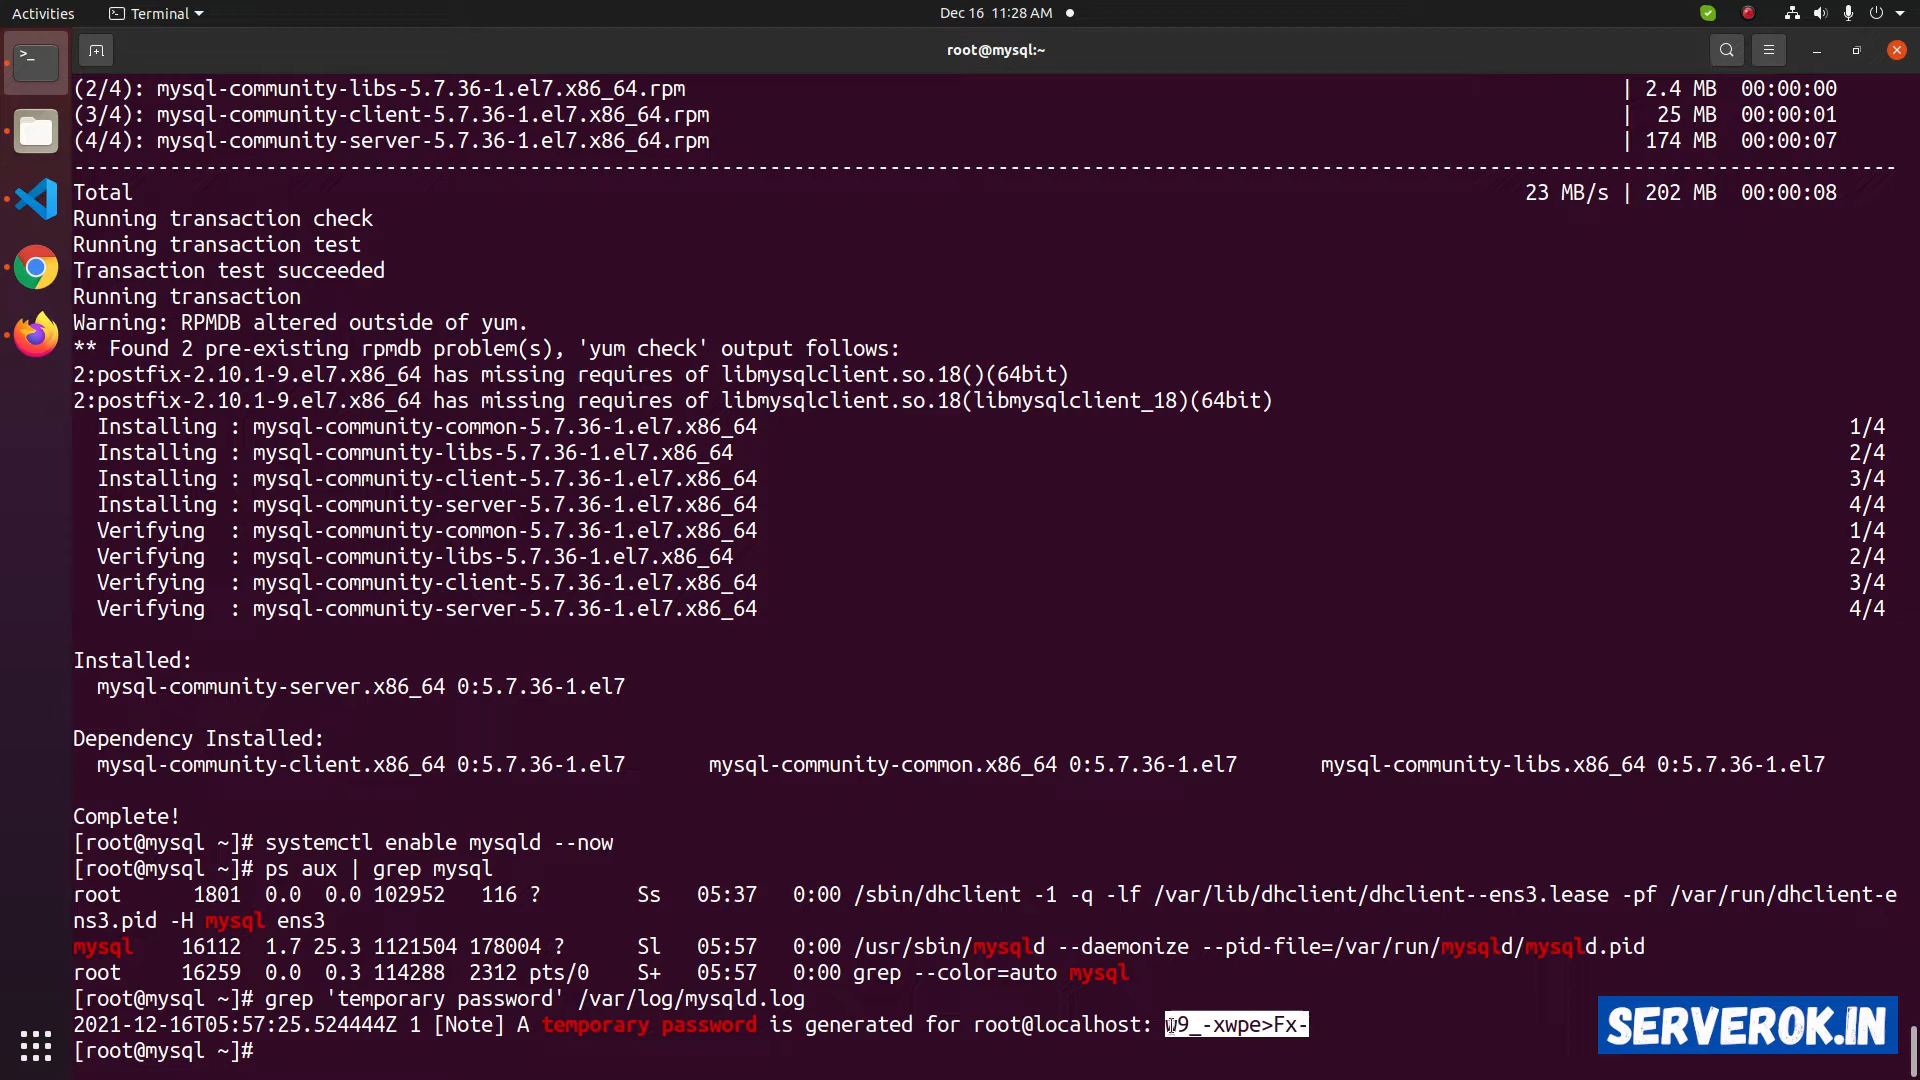 Activities Terminal Dec 16 11:28 AM
root@mysql:~
(2/4): mysql-community-libs-5.7.36-1.el7.x86_64.rpm | 2.4 MB 00:00:00
(3/4): mysql-community-client-5.7.36-1.el7.x86_64.rpm | 25 MB 00:00:01
(4/4): mysql-community-server-5.7.36-1.el7.x86_64.rpm | 174 MB 00:00:07
--------------------------------------------------------------------------------------------------------------------------------------------------------
Total 23 MB/s | 202 MB 00:00:08
Running transaction check
Running transaction test
Transaction test succeeded
Running transaction
Warning: RPMDB altered outside of yum.
** Found 2 pre-existing rpmdb problem(s), 'yum check' output follows:
2:postfix-2.10.1-9.el7.x86_64 has missing requires of libmysqlclient.so.18()(64bit)
2:postfix-2.10.1-9.el7.x86_64 has missing requires of libmysqlclient.so.18(libmysqlclient_18)(64bit)
Installing : mysql-community-common-5.7.36-1.el7.x86_64 1/4
Installing : mysql-community-libs-5.7.36-1.el7.x86_64 2/4
Installing : mysql-community-client-5.7.36-1.el7.x86_64 3/4
Installing : mysql-community-server-5.7.36-1.el7.x86_64 4/4
Verifying : mysql-community-common-5.7.36-1.el7.x86_64 1/4
Verifying : mysql-community-libs-5.7.36-1.el7.x86_64 2/4
Verifying : mysql-community-client-5.7.36-1.el7.x86_64 3/4
Verifying : mysql-community-server-5.7.36-1.el7.x86_64 4/4
Installed:
mysql-community-server.x86_64 0:5.7.36-1.el7
Dependency Installed:
mysql-community-client.x86_64 0:5.7.36-1.el7 mysql-community-common.x86_64 0:5.7.36-1.el7 mysql-community-libs.x86_64 0:5.7.36-1.el7
Complete!
[root@mysql ~]# systemctl enable mysqld --now
[root@mysql ~]# ps aux | grep mysql
root 1801 0.0 0.0 102952 116 ? Ss 05:37 0:00 /sbin/dhclient -1 -q -lf /var/lib/dhclient/dhclient--ens3.lease -pf /var/run/dhclient-e
ns3.pid -H mysql ens3
mysql 16112 1.7 25.3 1121504 178004 ? Sl 05:57 0:00 /usr/sbin/mysqld --daemonize --pid-file=/var/run/mysqld/mysqld.pid
root 16259 0.0 0.3 114288 2312 pts/0 S+ 05:57 0:00 grep --color=auto mysql
[root@mysql ~]# grep 'temporary password' /var/log/mysqld.log
2021-12-16T05:57:25.524444Z 1 [Note] A temporary password is generated for root@localhost: w9_-xwpe>Fx-
[root@mysql ~]#
SERVEROK.IN